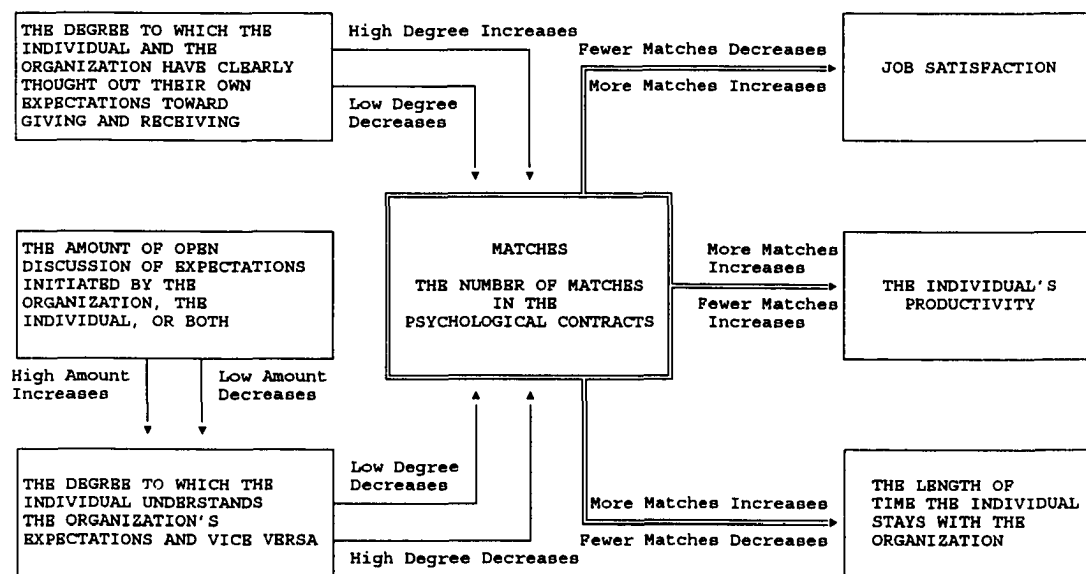 THE DEGREE TO WHICH THE
INDIVIDUAL AND THE
ORGANIZATION HAVE CLEARLY
THOUGHT OUT THEIR OWN
EXPECTATIONS TOWARD
GIVING AND RECEIVING
High Degree Increases
Low Degree
Decreases
Fewer Matches Decreases
More Matches Increases
JOB SATISFACTION
THE AMOUNT OF OPEN
DISCUSSION OF EXPECTATIONS
INITIATED BY THE
ORGANIZATION, THE
INDIVIDUAL, OR BOTH
MATCHES
THE NUMBER OF MATCHES
IN THE
PSYCHOLOGICAL CONTRACTS
More Matches
Increases
Fewer Matches
Increases
THE INDIVIDUAL'S
PRODUCTIVITY
High Amount
Increases
Low Amount
Decreases
THE DEGREE TO WHICH THE
INDIVIDUAL UNDERSTANDS
THE ORGANIZATION'S
EXPECTATIONS AND VICE VERSA
Low Degree
Decreases
High Degree Decreases
More Matches Increases
Fewer Matches Decreases
THE LENGTH OF
TIME THE INDIVIDUAL
STAYS WITH THE
ORGANIZATION